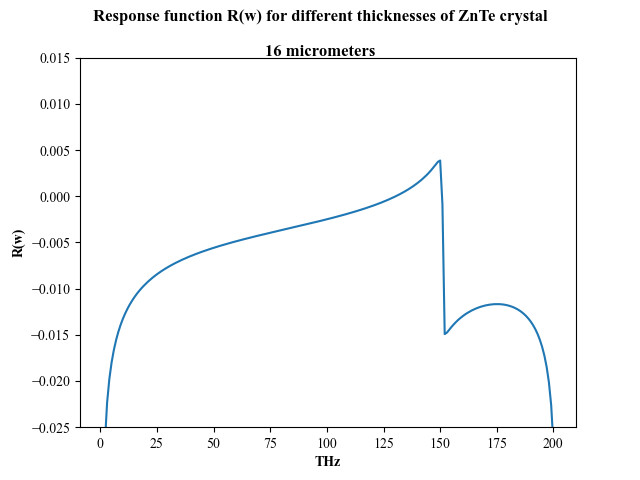 Response function R(w) for different thicknesses of ZnTe crystal
16 micrometers
0.015
0.010
0.005
0.000
−0.005
−0.010
−0.015
−0.020
−0.025
R(w)
0 25 50 75 100 125 150 175 200
THz